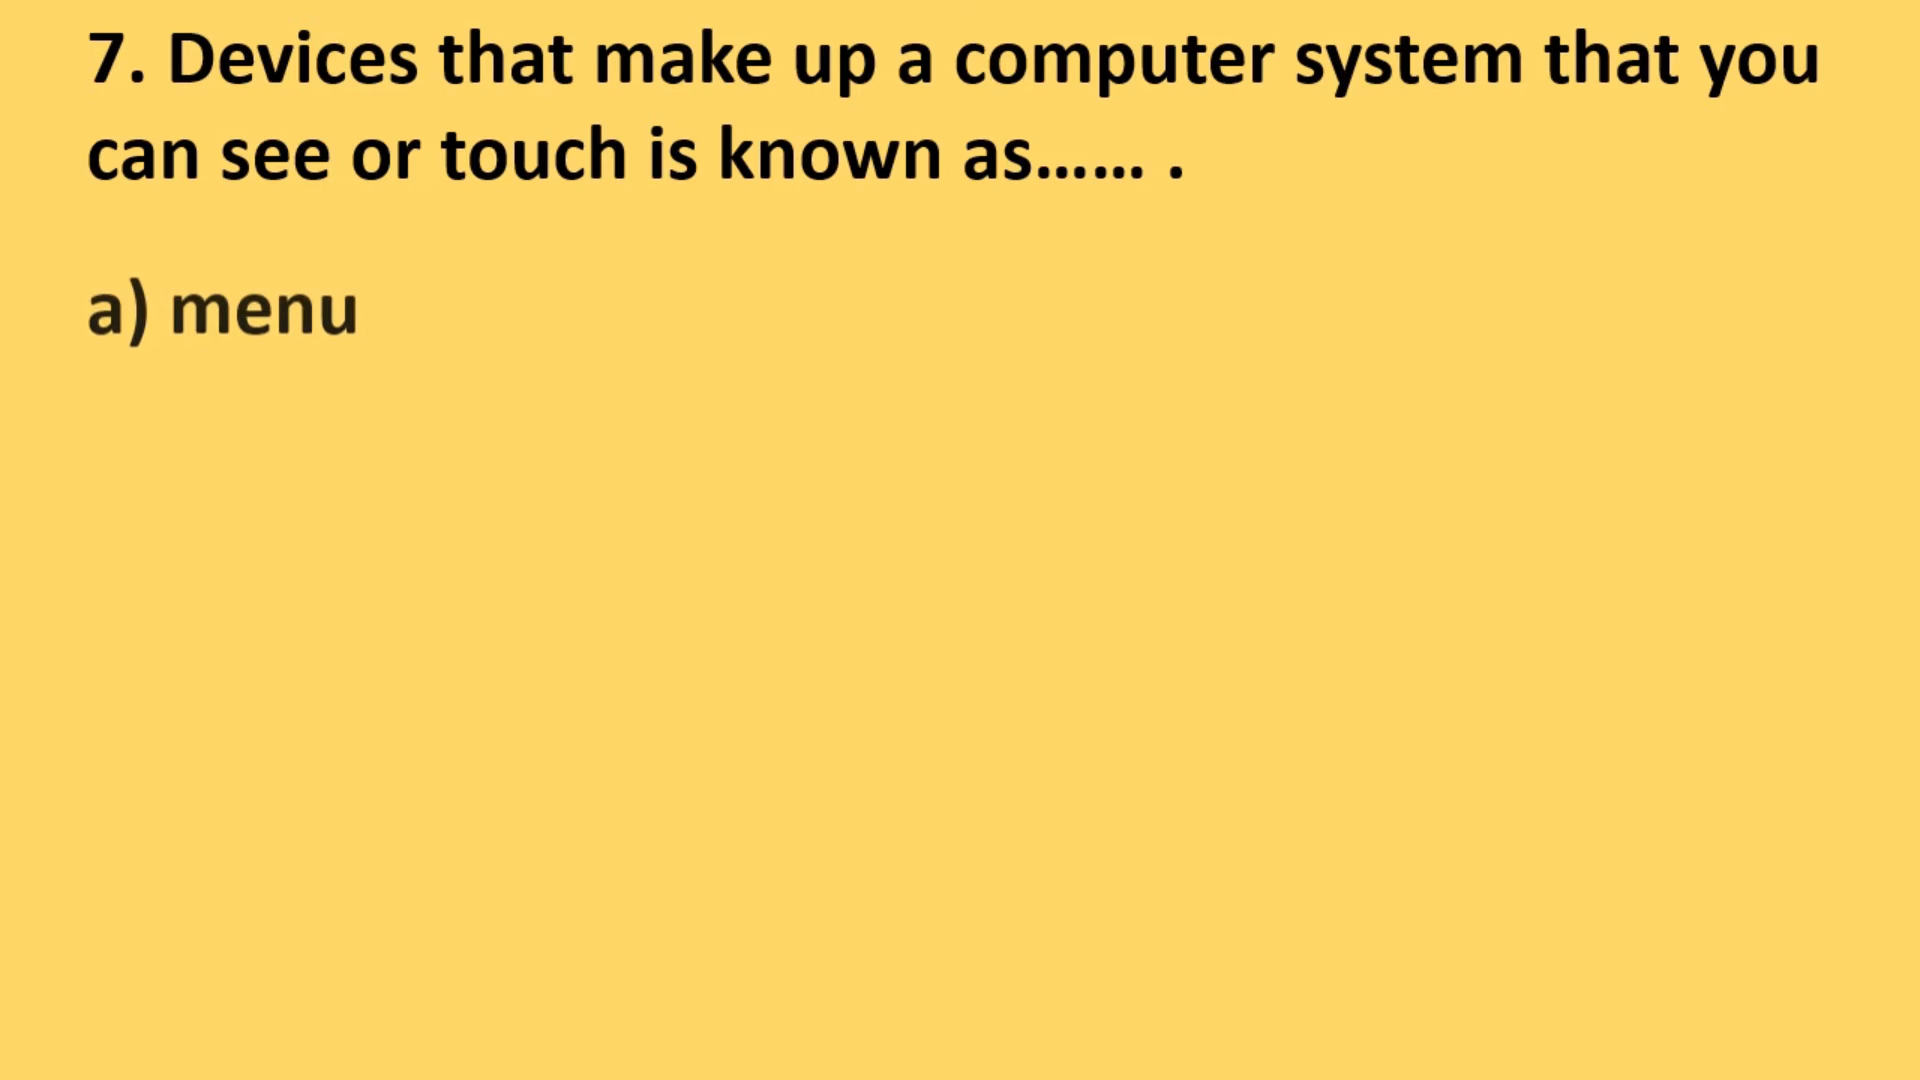 7. Devices that make up a computer system that you
can see or touch is known as…… .
a) menu